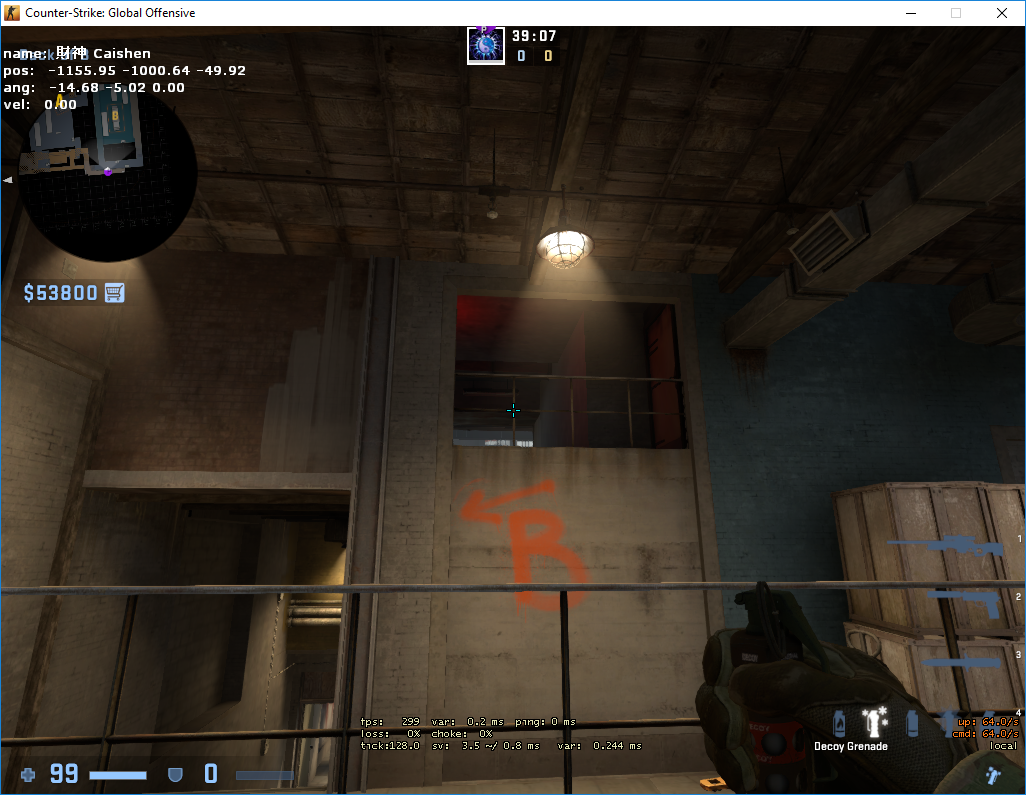 Counter-Strike: Global Offensive
name: 財神 Caishen
pos: -1155.95 -1000.64 -49.92
ang: -14.68 -5.02 0.00
vel: 0.00
P
39:07
0 0
A
B
$53800
B
1
2
3
4
fps: 299 var: 0.2 ms ping: 0 ms
loss: 0% choke: 0%
tick:128.0 sv: 3.5 ~/ 0.8 ms var: 0.244 ms
up: 64.0/s
cmd: 64.0/s
local
Decoy Grenade
99 0